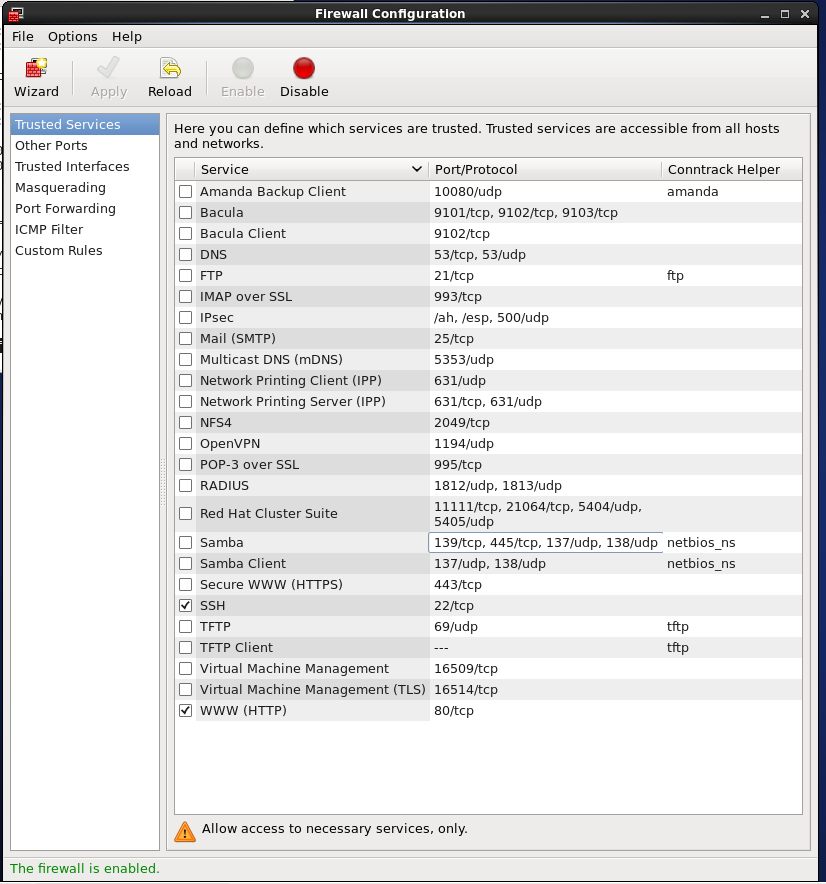 Firewall Configuration
File Options Help
Wizard Apply Reload Enable Disable
Trusted Services
Other Ports
Trusted Interfaces
Masquerading
Port Forwarding
ICMP Filter
Custom Rules
Here you can define which services are trusted. Trusted services are accessible from all hosts
and networks.
Service Port/Protocol Conntrack Helper
Amanda Backup Client 10080/udp amanda
Bacula 9101/tcp, 9102/tcp, 9103/tcp
Bacula Client 9102/tcp
DNS 53/tcp, 53/udp
FTP 21/tcp ftp
IMAP over SSL 993/tcp
IPsec /ah, /esp, 500/udp
Mail (SMTP) 25/tcp
Multicast DNS (mDNS) 5353/udp
Network Printing Client (IPP) 631/udp
Network Printing Server (IPP) 631/tcp, 631/udp
NFS4 2049/tcp
OpenVPN 1194/udp
POP-3 over SSL 995/tcp
RADIUS 1812/udp, 1813/udp
Red Hat Cluster Suite 11111/tcp, 21064/tcp, 5404/udp,
5405/udp
Samba 139/tcp, 445/tcp, 137/udp, 138/udp netbios_ns
Samba Client 137/udp, 138/udp netbios_ns
Secure WWW (HTTPS) 443/tcp
SSH 22/tcp
TFTP 69/udp tftp
TFTP Client --- tftp
Virtual Machine Management 16509/tcp
Virtual Machine Management (TLS) 16514/tcp
WWW (HTTP) 80/tcp
Allow access to necessary services, only.
The firewall is enabled.